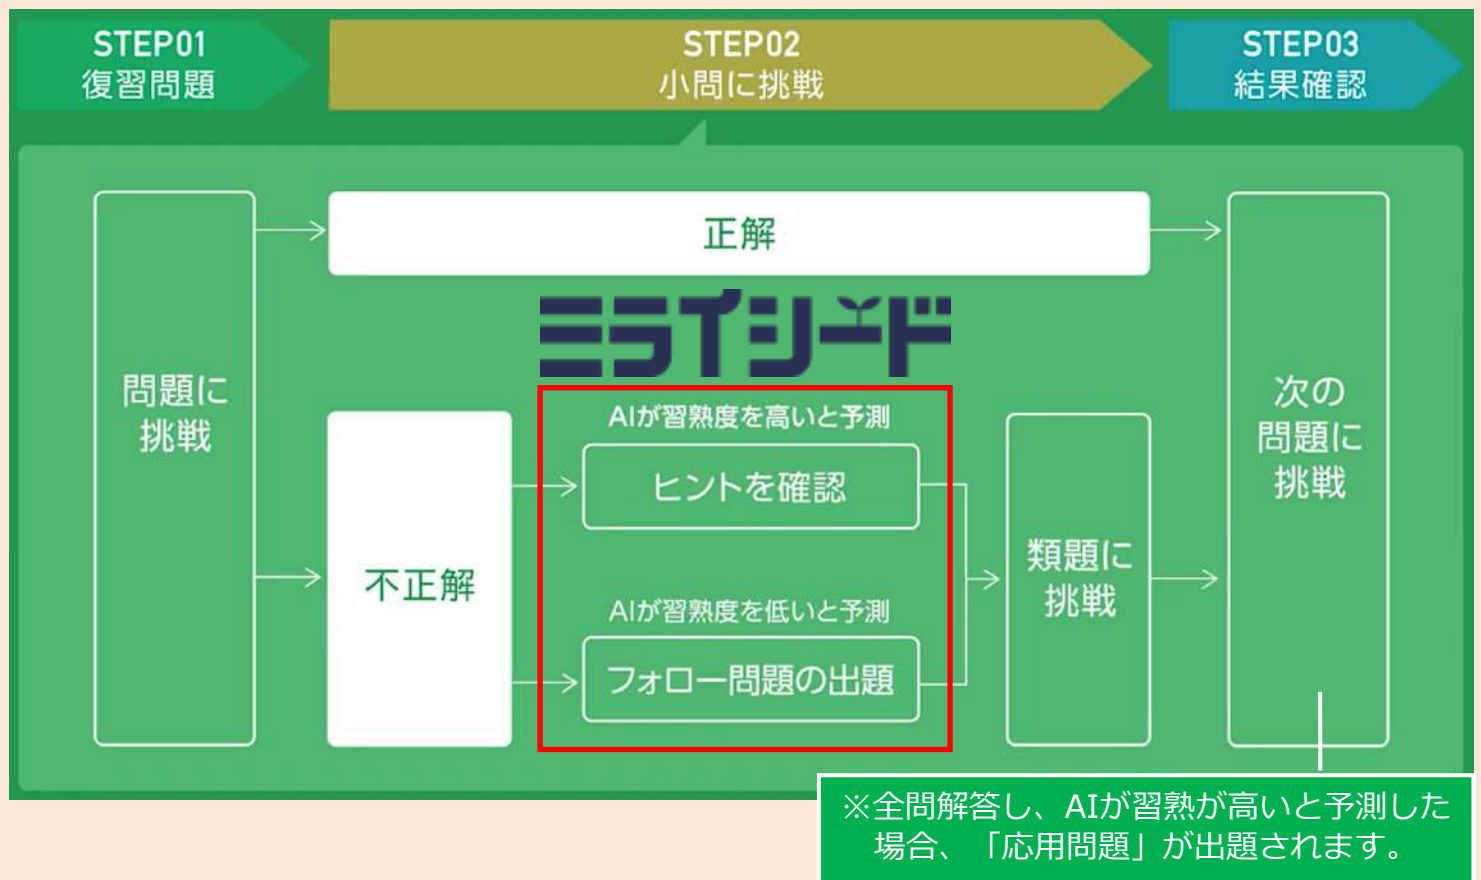 STEP01
復習問題
STEP02
小問に挑戦
STEP03
結果確認
正解
ミライシード
問題に
挑戦
不正解
AIが習熟度を高いと予測
ヒントを確認
AIが習熟度を低いと予測
フォロー問題の出題
類題に
挑戦
次の
問題に
挑戦
※全問解答し、AIが習熟が高いと予測した
場合、「応用問題」が出題されます。